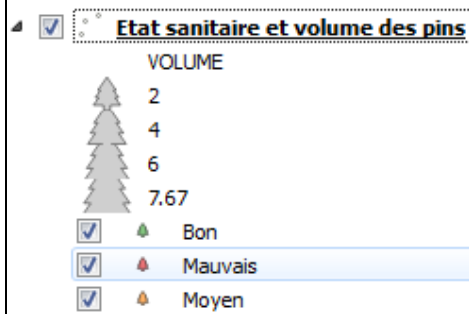 Etat sanitaire et volume des pins
VOLUME
2
4
6
7.67
Bon
Mauvais
Moyen